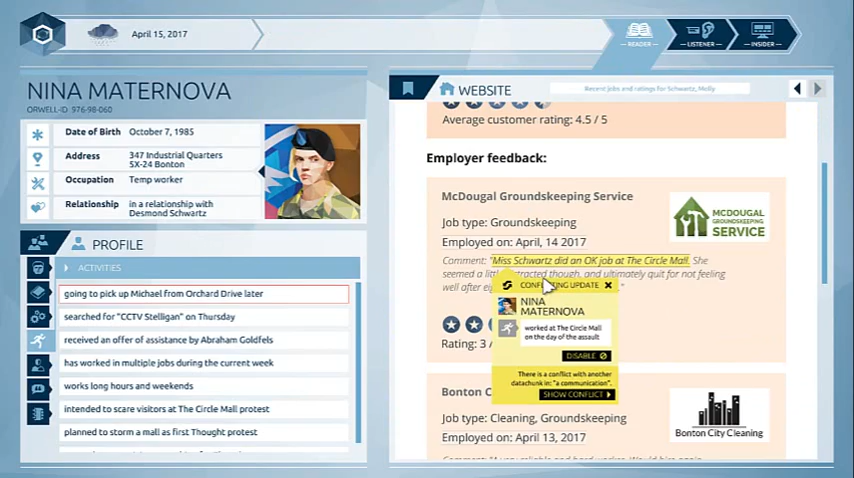 April 15, 2017
READER
LISTENER
INSIDER
NINA MATERNOVA
ORWELL-ID 976-98-060
Date of Birth October 7, 1985
Address 347 Industrial Quarters
SX-24 Bonton
Occupation Temp worker
Relationship in a relationship with
Desmond Schwartz
PROFILE
ACTIVITIES
going to pick up Michael from Orchard Drive later
searched for "CCTV Stelligan" on Thursday
received an offer of assistance by Abraham Goldfels
has worked in multiple jobs during the current week
works long hours and weekends
intended to scare visitors at The Circle Mall protest
planned to storm a mall as first Thought protest
WEBSITE
Recent jobs and ratings for Schwartz, Molly
Average customer rating: 4.5 / 5
Employer feedback:
McDougal Groundskeeping Service
MCDOUGAL
GROUNDSKEEPING
SERVICE
Job type: Groundskeeping
Employed on: April, 14 2017
Comment: "Miss Schwartz did an OK job at The Circle Mall. She
seemed a little distracted though, and ultimately quit for not feeling
well after
UPDATE
NINA
MATERNOVA
worked at The Circle Mall
on the day of the assault
DISABLE
There is a conflict with another
datachunk in: "a communication".
SHOW CONFLICT
Rating: 3 /
Bonton
Job type: Cleaning, Groundskeeping
Employed on: April 13, 2017
Bonton City Cleaning